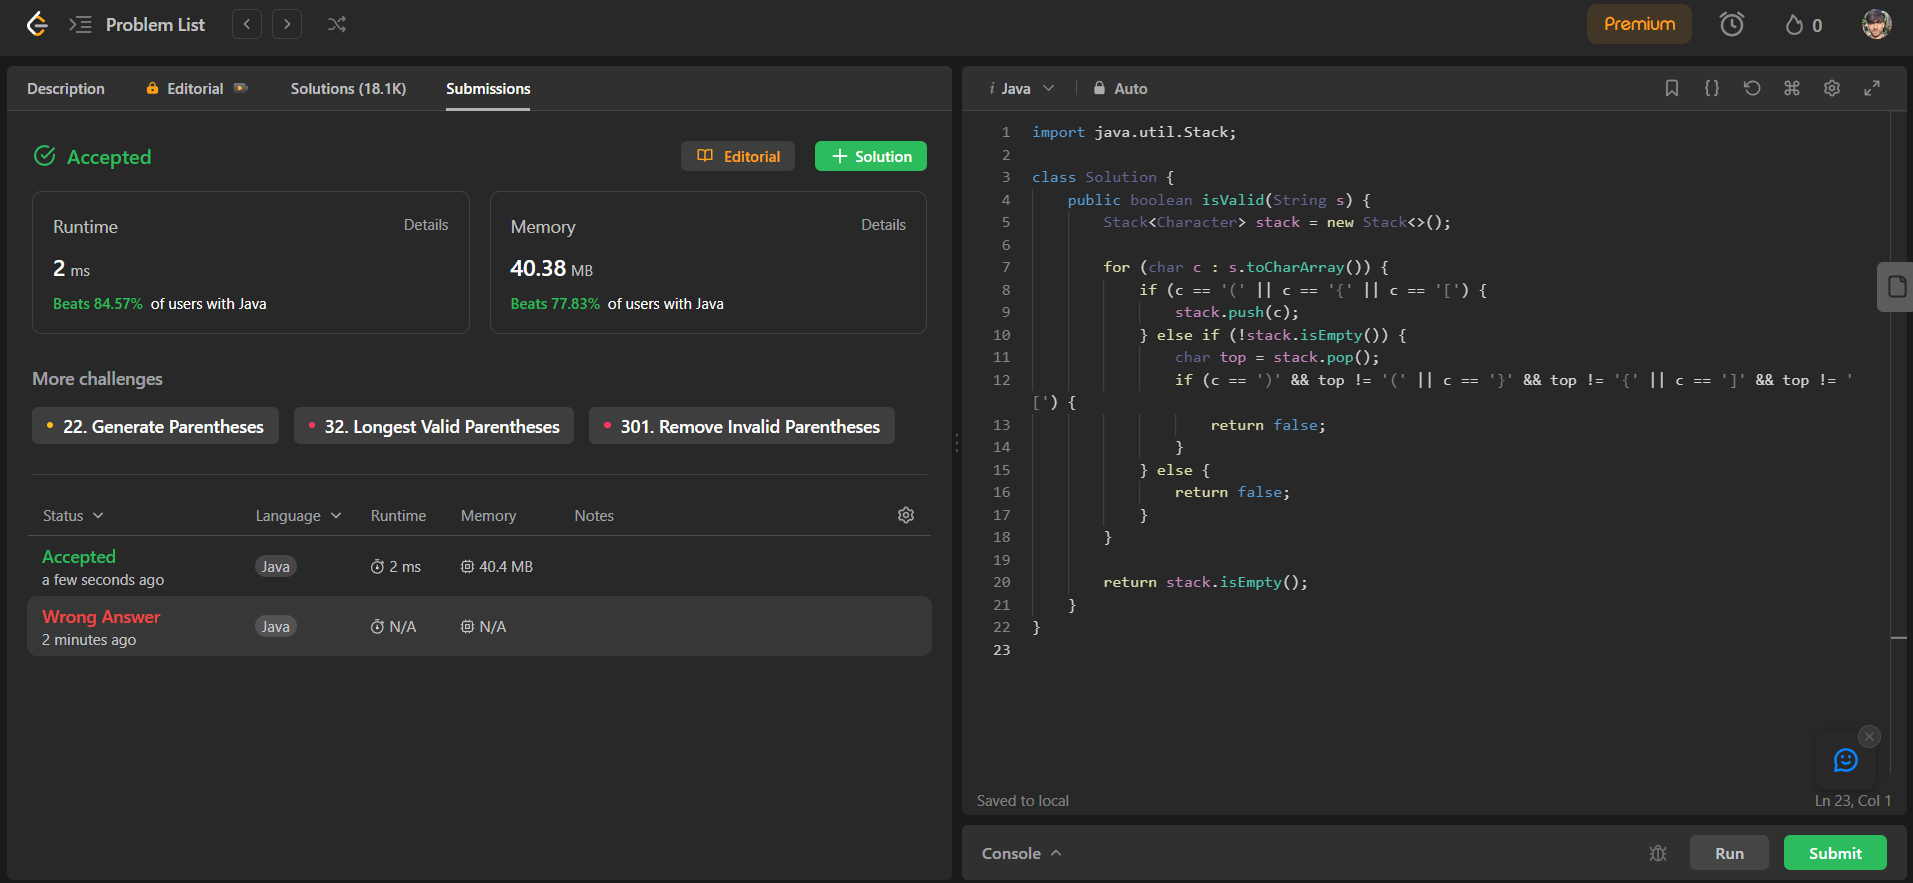 Problem List
Premium
0
Description
Editorial
Solutions (18.1K)
Submissions
Accepted
Editorial
Solution
Runtime
Details
2 ms
Beats 84.57% of users with Java
Memory
Details
40.38 MB
Beats 77.83% of users with Java
More challenges
22. Generate Parentheses
32. Longest Valid Parentheses
301. Remove Invalid Parentheses
Status
Language
Runtime
Memory
Notes
Accepted
a few seconds ago
Java
2 ms
40.4 MB
Wrong Answer
2 minutes ago
Java
N/A
N/A
i Java
Auto
1 import java.util.Stack;
2
3 class Solution {
4 public boolean isValid(String s) {
5 Stack<Character> stack = new Stack<>();
6
7 for (char c : s.toCharArray()) {
8 if (c == '(' || c == '{' || c == '[') {
9 stack.push(c);
10 } else if (!stack.isEmpty()) {
11 char top = stack.pop();
12 if (c == ')' && top != '(' || c == '}' && top != '{' || c == ']' && top != '
[') {
13 return false;
14 }
15 } else {
16 return false;
17 }
18 }
19
20 return stack.isEmpty();
21 }
22 }
23
Saved to local
Ln 23, Col 1
Console
Run
Submit